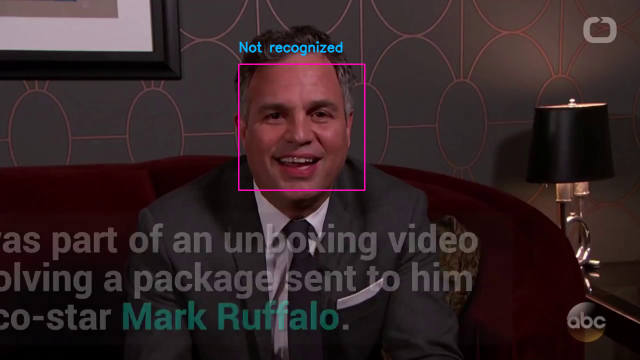 Not recognized
was part of an unboxing video
olving a package sent to him
co-star Mark Ruffalo.
abc